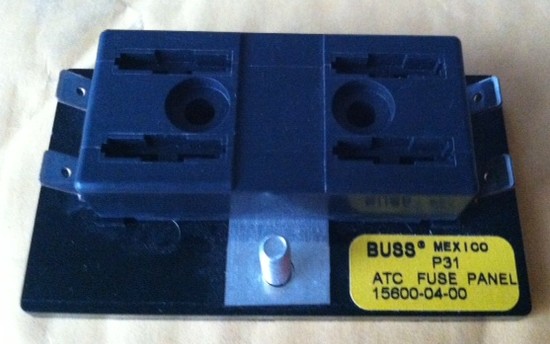 BUSS® MEXICO
P31
ATC FUSE PANEL
15600-04-00